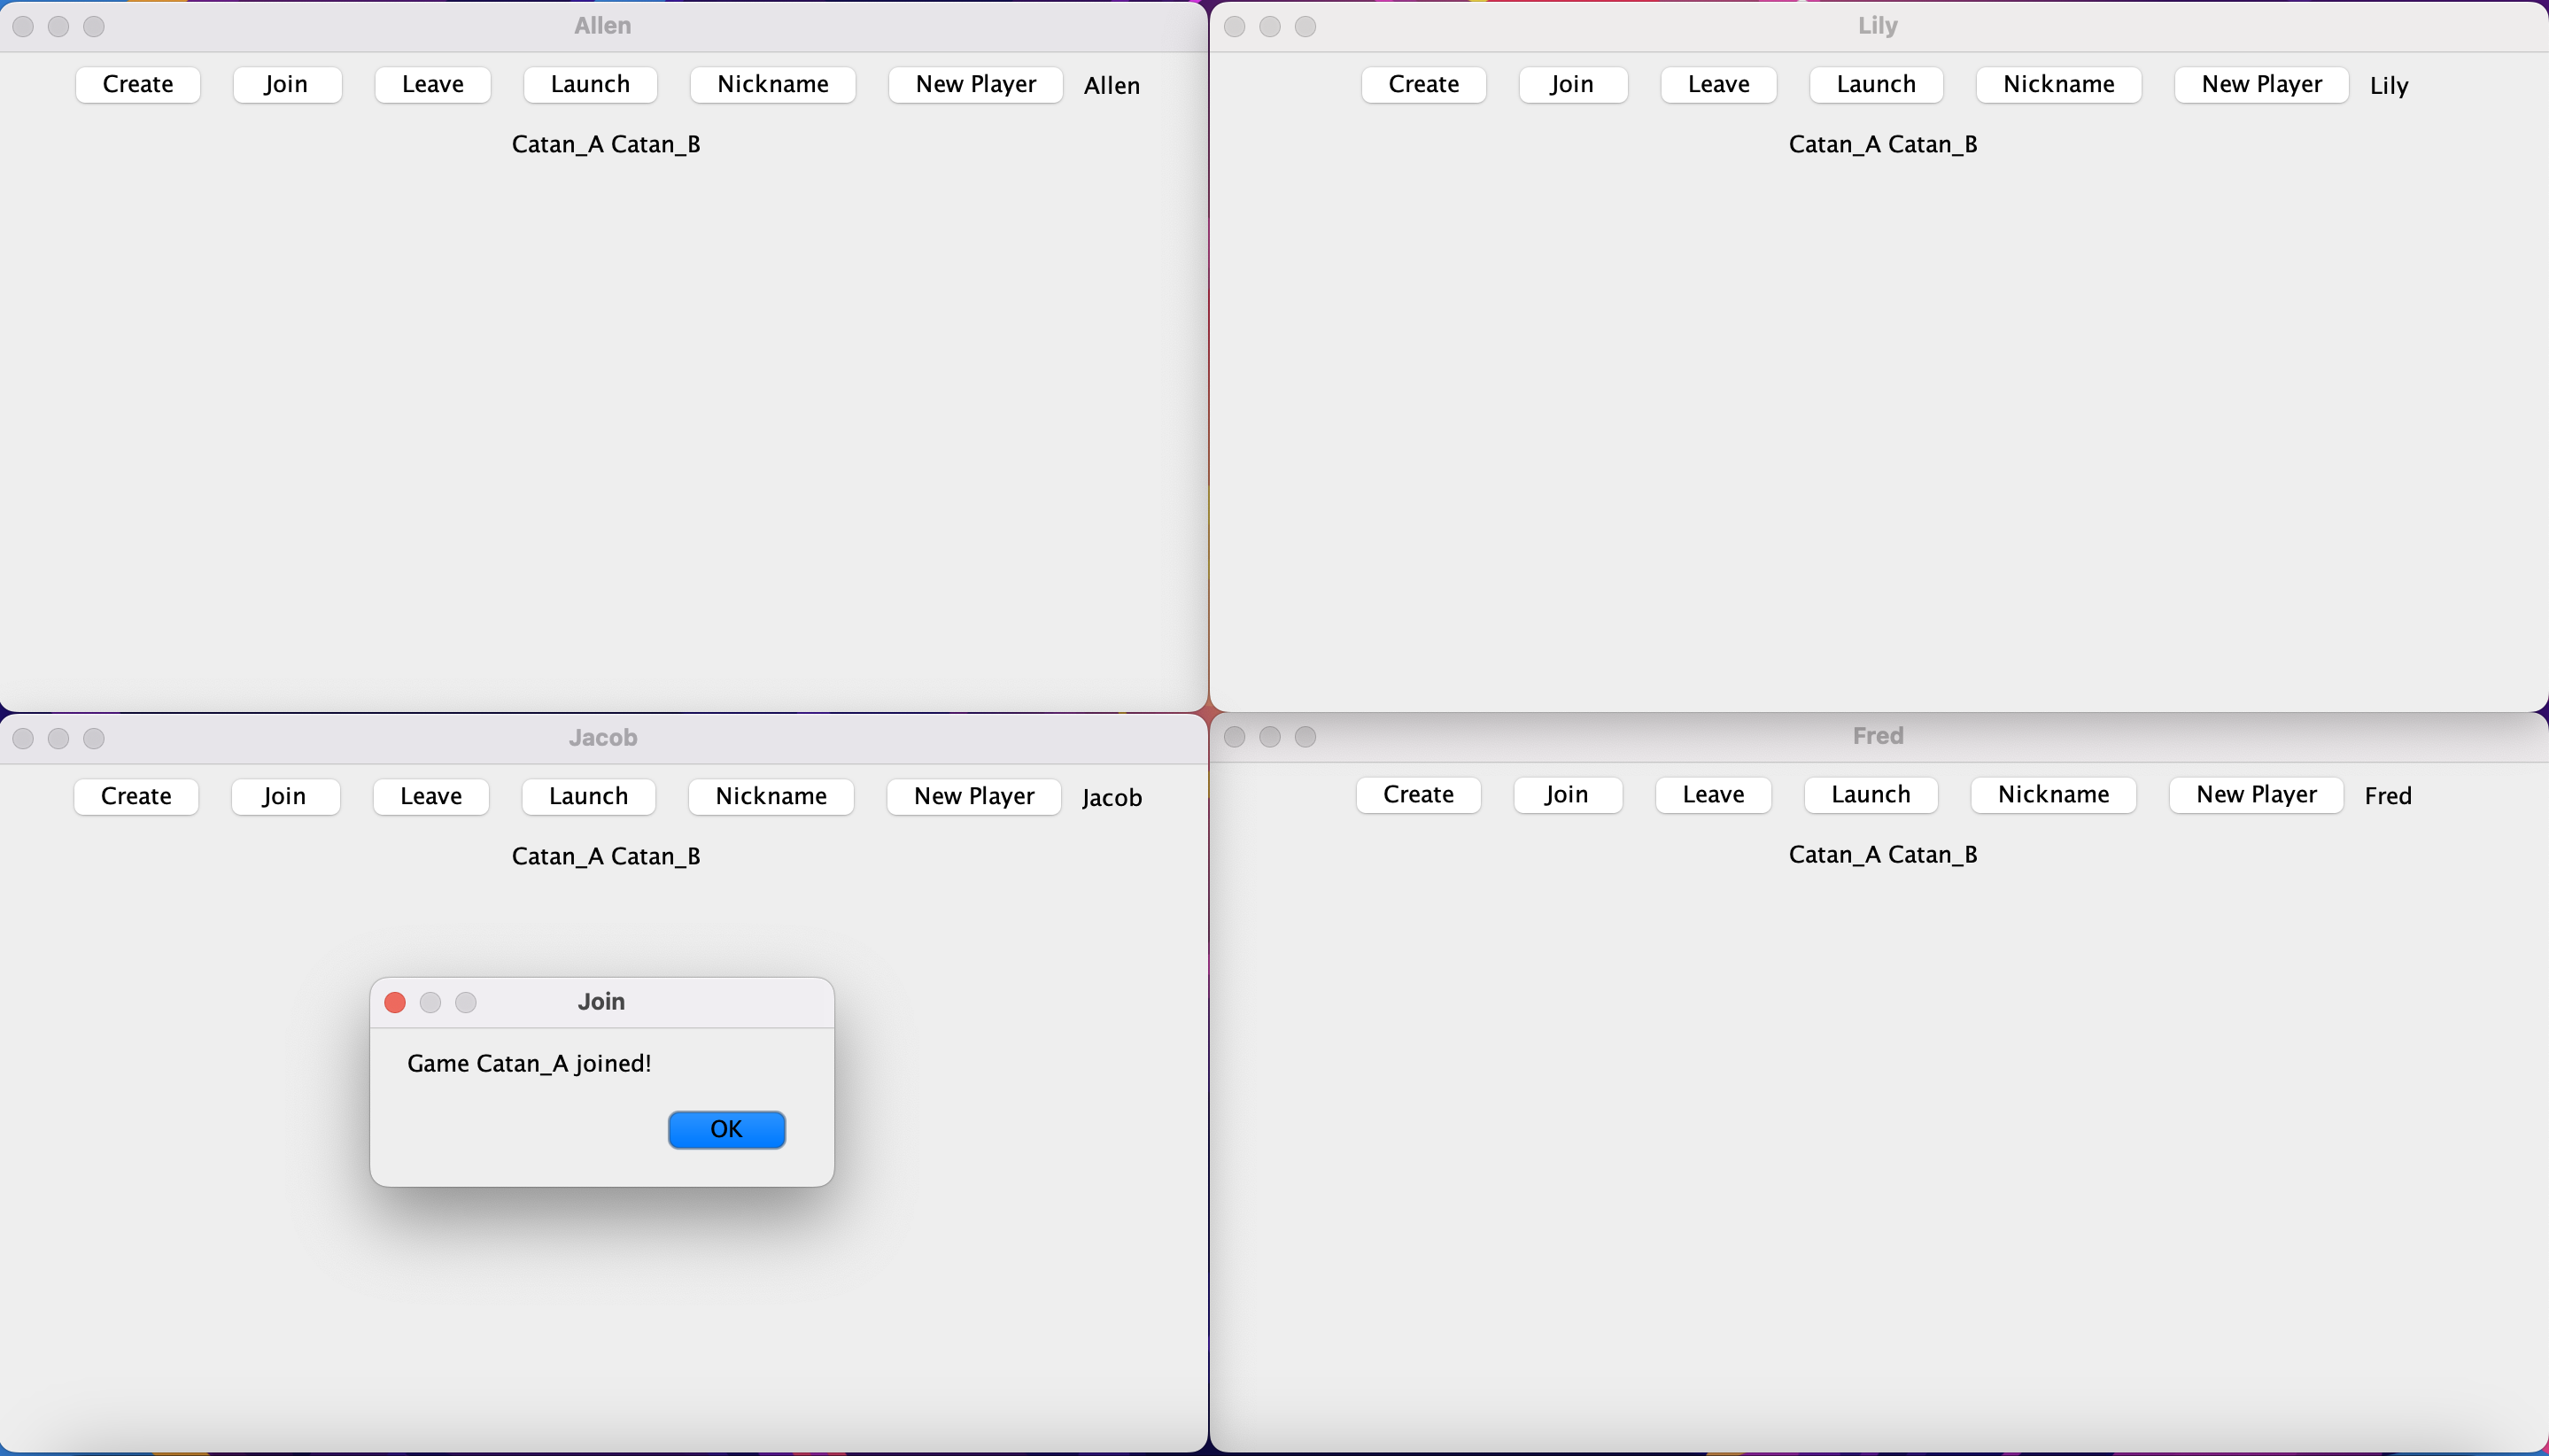 Allen
Create Join Leave Launch Nickname New Player Allen
Catan_A Catan_B
Lily
Create Join Leave Launch Nickname New Player Lily
Catan_A Catan_B
Jacob
Create Join Leave Launch Nickname New Player Jacob
Catan_A Catan_B
Join
Game Catan_A joined!
OK
Fred
Create Join Leave Launch Nickname New Player Fred
Catan_A Catan_B